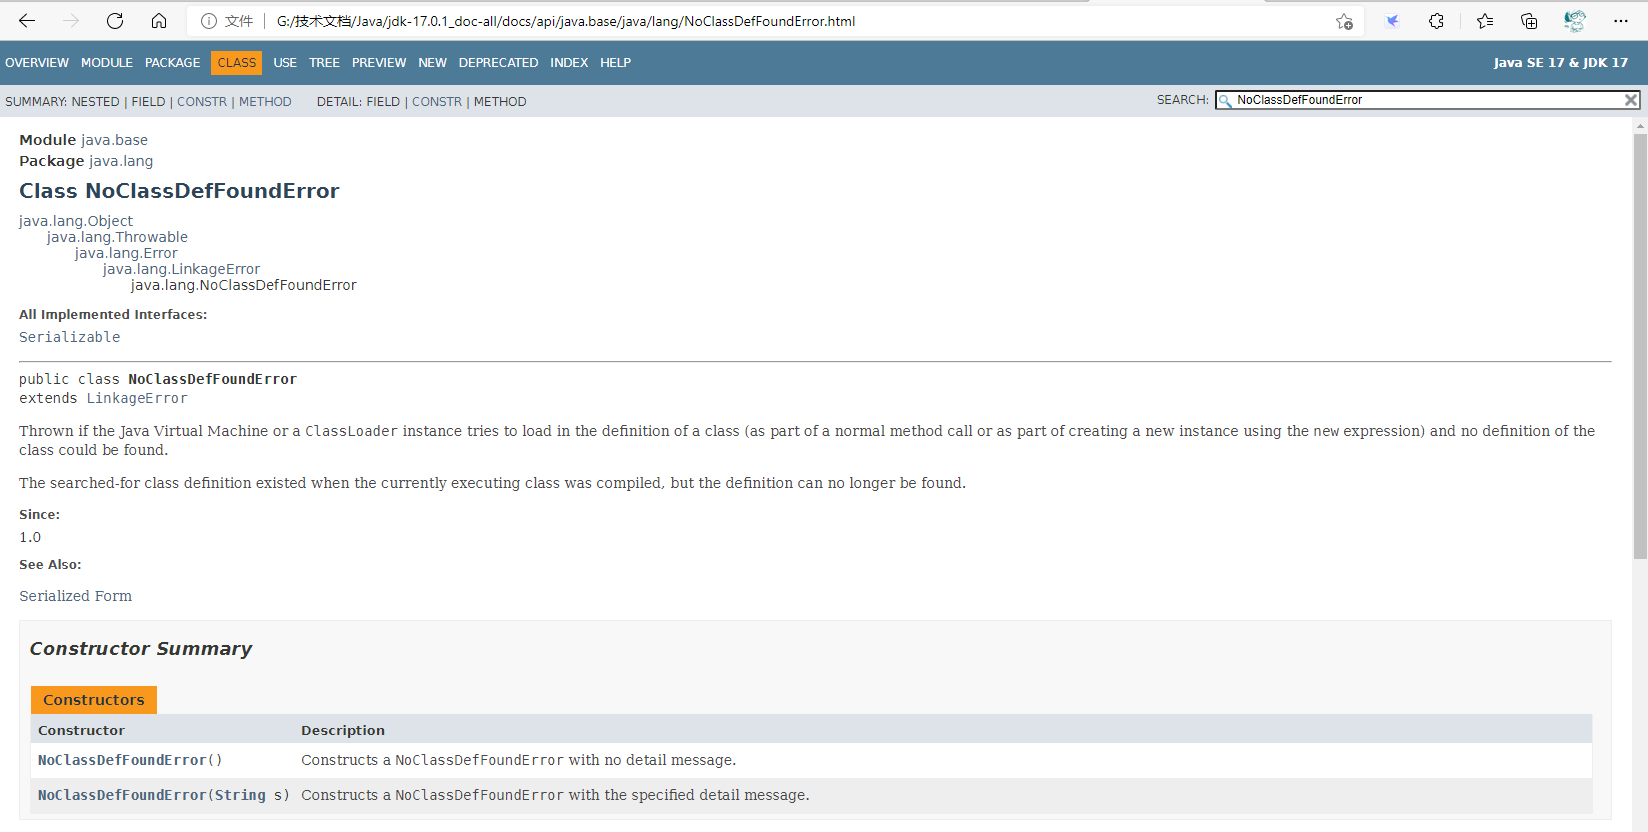 文件 G:/技术文档/Java/jdk-17.0.1_doc-all/docs/api/java.base/java/lang/NoClassDefFoundError.html
OVERVIEW MODULE PACKAGE CLASS USE TREE PREVIEW NEW DEPRECATED INDEX HELP Java SE 17 & JDK 17
SUMMARY: NESTED | FIELD | CONSTR | METHOD DETAIL: FIELD | CONSTR | METHOD SEARCH: NoClassDefFoundError
Module java.base
Package java.lang
Class NoClassDefFoundError
java.lang.Object
java.lang.Throwable
java.lang.Error
java.lang.LinkageError
java.lang.NoClassDefFoundError
All Implemented Interfaces:
Serializable
public class NoClassDefFoundError
extends LinkageError
Thrown if the Java Virtual Machine or a ClassLoader instance tries to load in the definition of a class (as part of a normal method call or as part of creating a new instance using the new expression) and no definition of the
class could be found.
The searched-for class definition existed when the currently executing class was compiled, but the definition can no longer be found.
Since:
1.0
See Also:
Serialized Form
Constructor Summary
Constructors
Constructor Description
NoClassDefFoundError() Constructs a NoClassDefFoundError with no detail message.
NoClassDefFoundError(String s) Constructs a NoClassDefFoundError with the specified detail message.